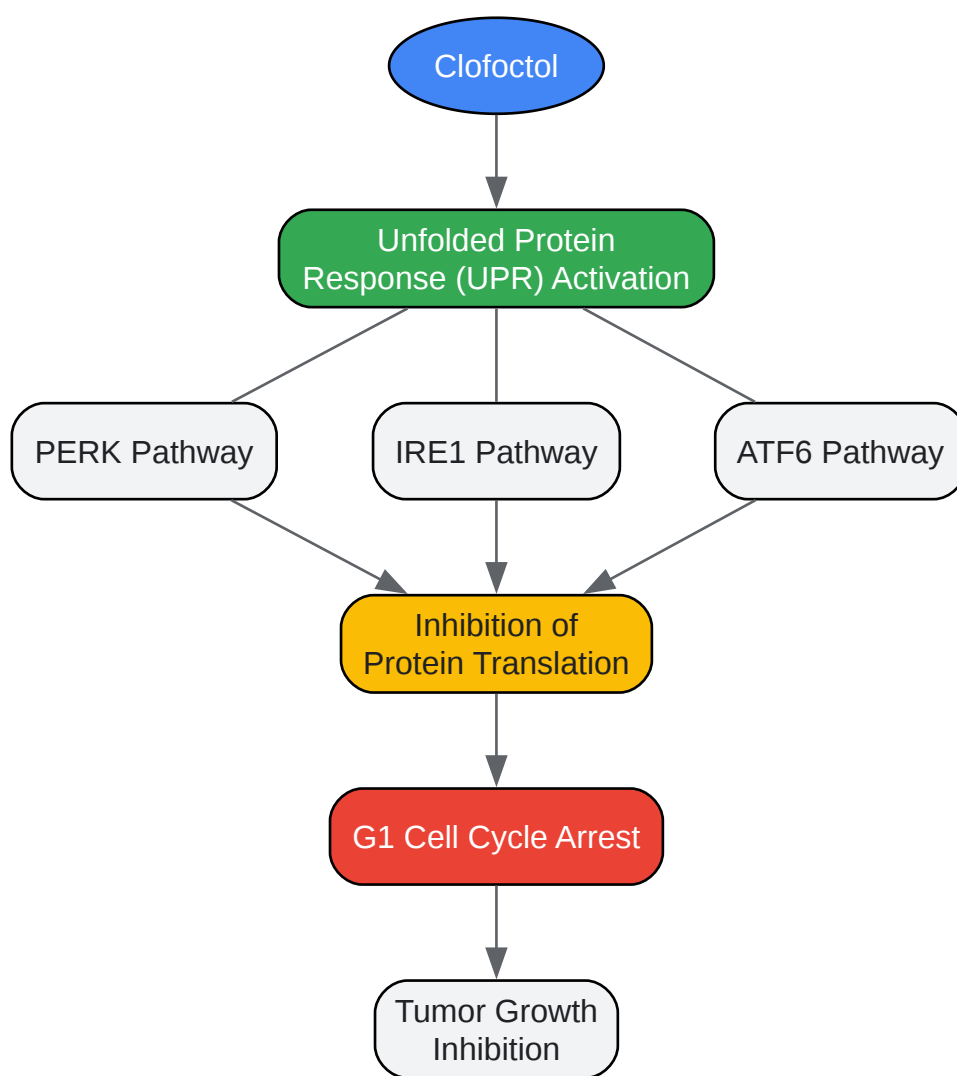 Clofoctol
Unfolded Protein
Response (UPR) Activation
PERK Pathway
IRE1 Pathway
ATF6 Pathway
Inhibition of
Protein Translation
G1 Cell Cycle Arrest
Tumor Growth
Inhibition